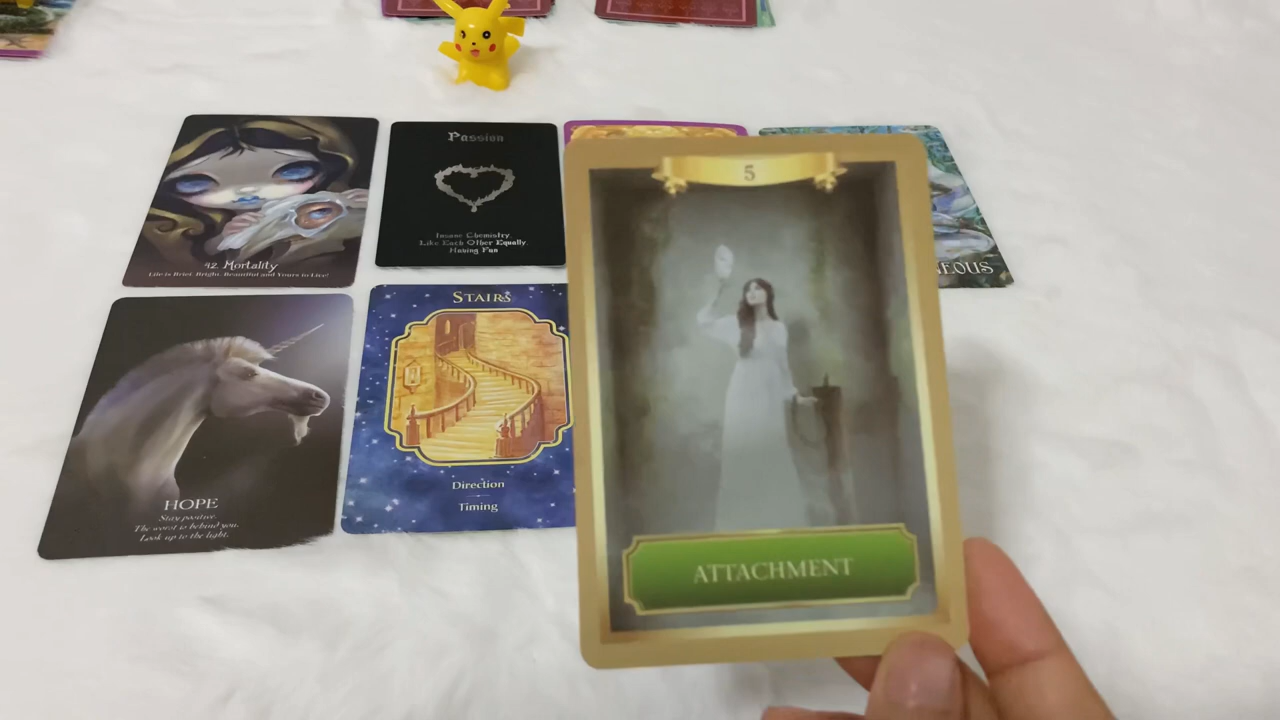 42 Mortality
Life is Brief, Bright, Beautiful and Yours to Live!
Passion
Insane Chemistry.
Like Each Other Equally.
Having Fun
NEOUS
HOPE
Stay positive.
The worst is behind you.
Look up to the light.
STAIRS
Direction
Timing
5
ATTACHMENT